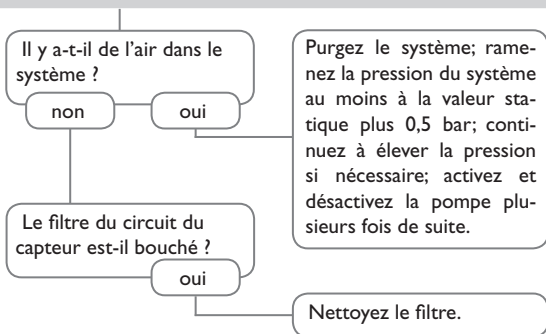 Il y a-t-il de l’air dans le
système ?
non
oui
Purgez le système; rame-
nez la pression du système
au moins à la valeur sta-
tique plus 0,5 bar; conti-
nuez à élever la pression
si nécessaire; activez et
désactivez la pompe plu-
sieurs fois de suite.
Le filtre du circuit du
capteur est-il bouché ?
oui
Nettoyez le filtre.